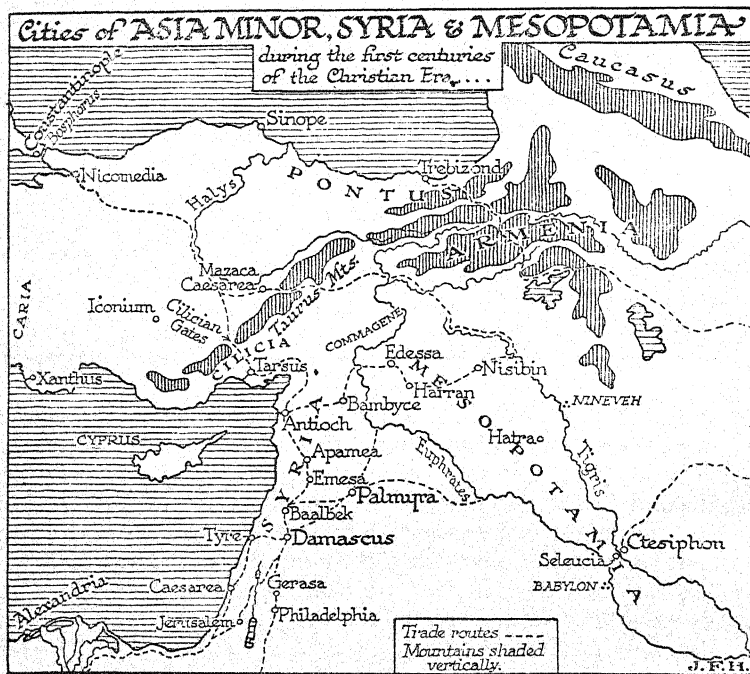 Cities of ASIA MINOR, SYRIA & MESOPOTAMIA
during the first centuries
of the Christian Era....
Caucasus
Constantinople
Bosphorus
Sinope
Nicomedia
Halys
PONTUS
Trebizond
ARMENIA
Mazaca
Caesarea
Taurus Mts.
CARIA
Iconium
Cilician
Gates
CILICIA
COMMAGENE
Tarsus
Edessa
Nisibin
Xanthus
Harran
MESOPOTAMIA
NINEVEH
Bambyce
Antioch
CYPRUS
SYRIA
Hatra
Apamea
Euphrates
Tigris
Emesa
Palmyra
Baalbek
Tyre
Damascus
Ctesiphon
Seleucia
Caesarea
Gerasa
BABYLON
Alexandria
Jerusalem
Philadelphia
Trade routes ----
Mountains shaded
vertically.
J.F.H.